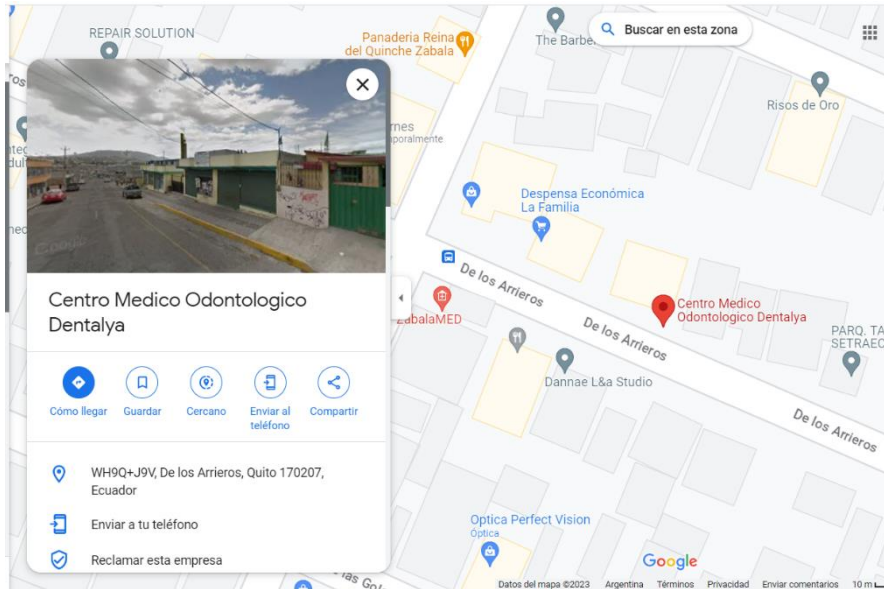 REPAIR SOLUTION
Panaderia Reina
del Quinche Zabala
The Barbe
Buscar en esta zona
Risos de Oro
Despensa Económica
La Familia
De los Arrieros
ZabalaMED
De los Arrieros
Centro Medico
Odontologico Dentalya
PARQ. TA
SETRAEC
Dannae L&a Studio
De los Arrieros
Optica Perfect Vision
Óptica
Google
Centro Medico Odontologico
Dentalya
Cómo llegar
Guardar
Cercano
Enviar al
teléfono
Compartir
WH9Q+J9V, De los Arrieros, Quito 170207,
Ecuador
Enviar a tu teléfono
Reclamar esta empresa
Google
Datos del mapa ©2023 Argentina Términos Privacidad Enviar comentarios 10 m